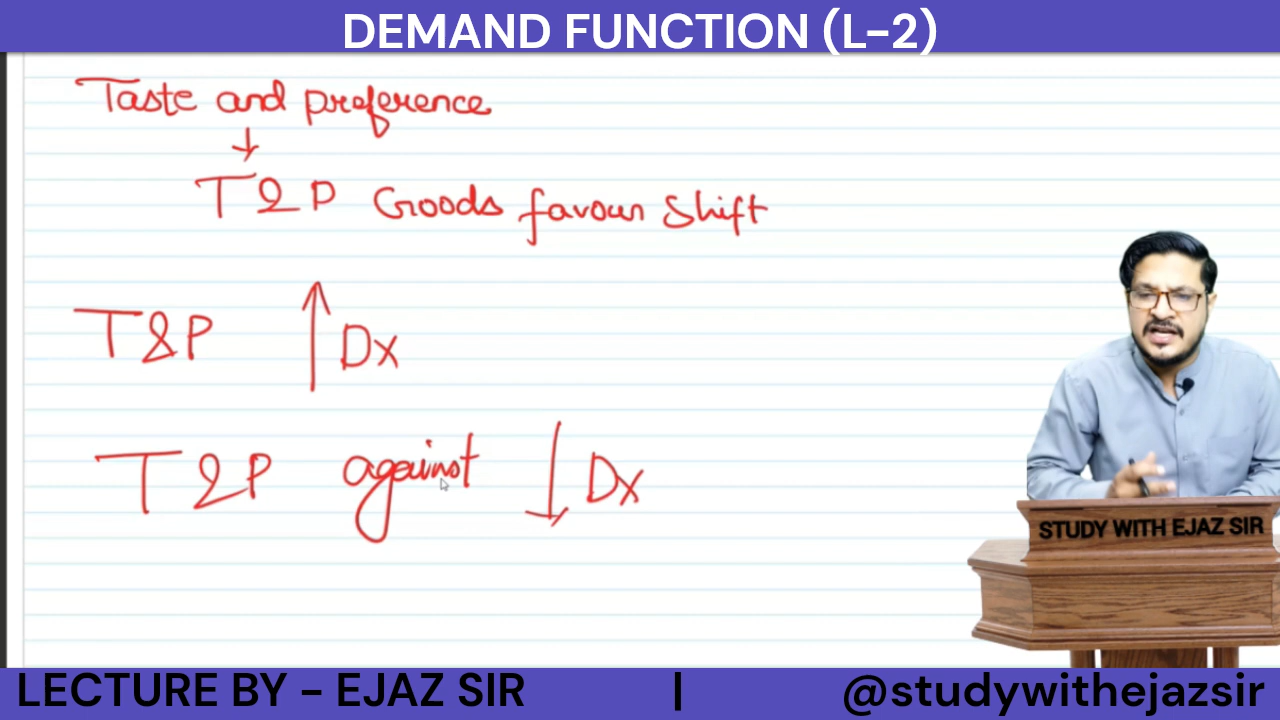 DEMAND FUNCTION (L-2)
Taste and preference
↓
T & P Goods favour shift
T & P ↑ Dx
T & P against ↓ Dx
STUDY WITH EJAZ SIR
LECTURE BY - EJAZ SIR | @studywithejazsir